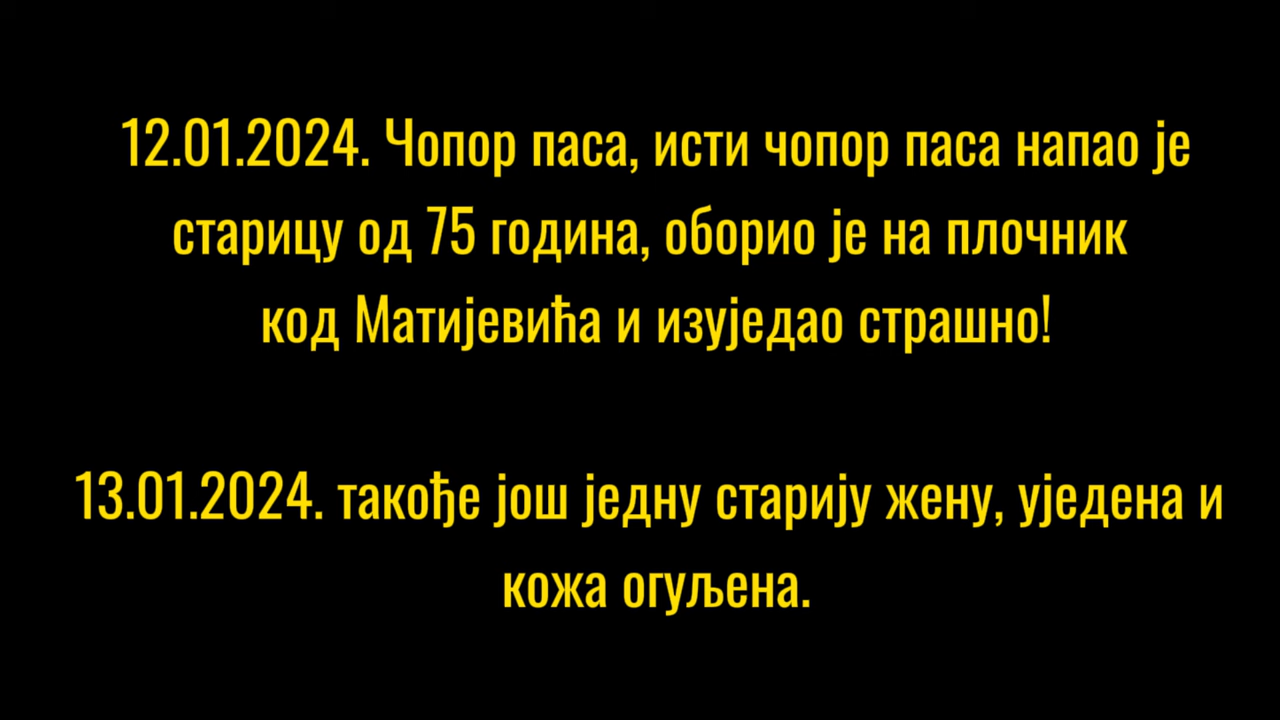 12.01.2024. Чопор паса, исти чопор паса напао је
старицу од 75 година, оборио је на плочник
код Матијевића и изуједао страшно!
13.01.2024. такође још једну старију жену, уједена и
кожа огуљена.